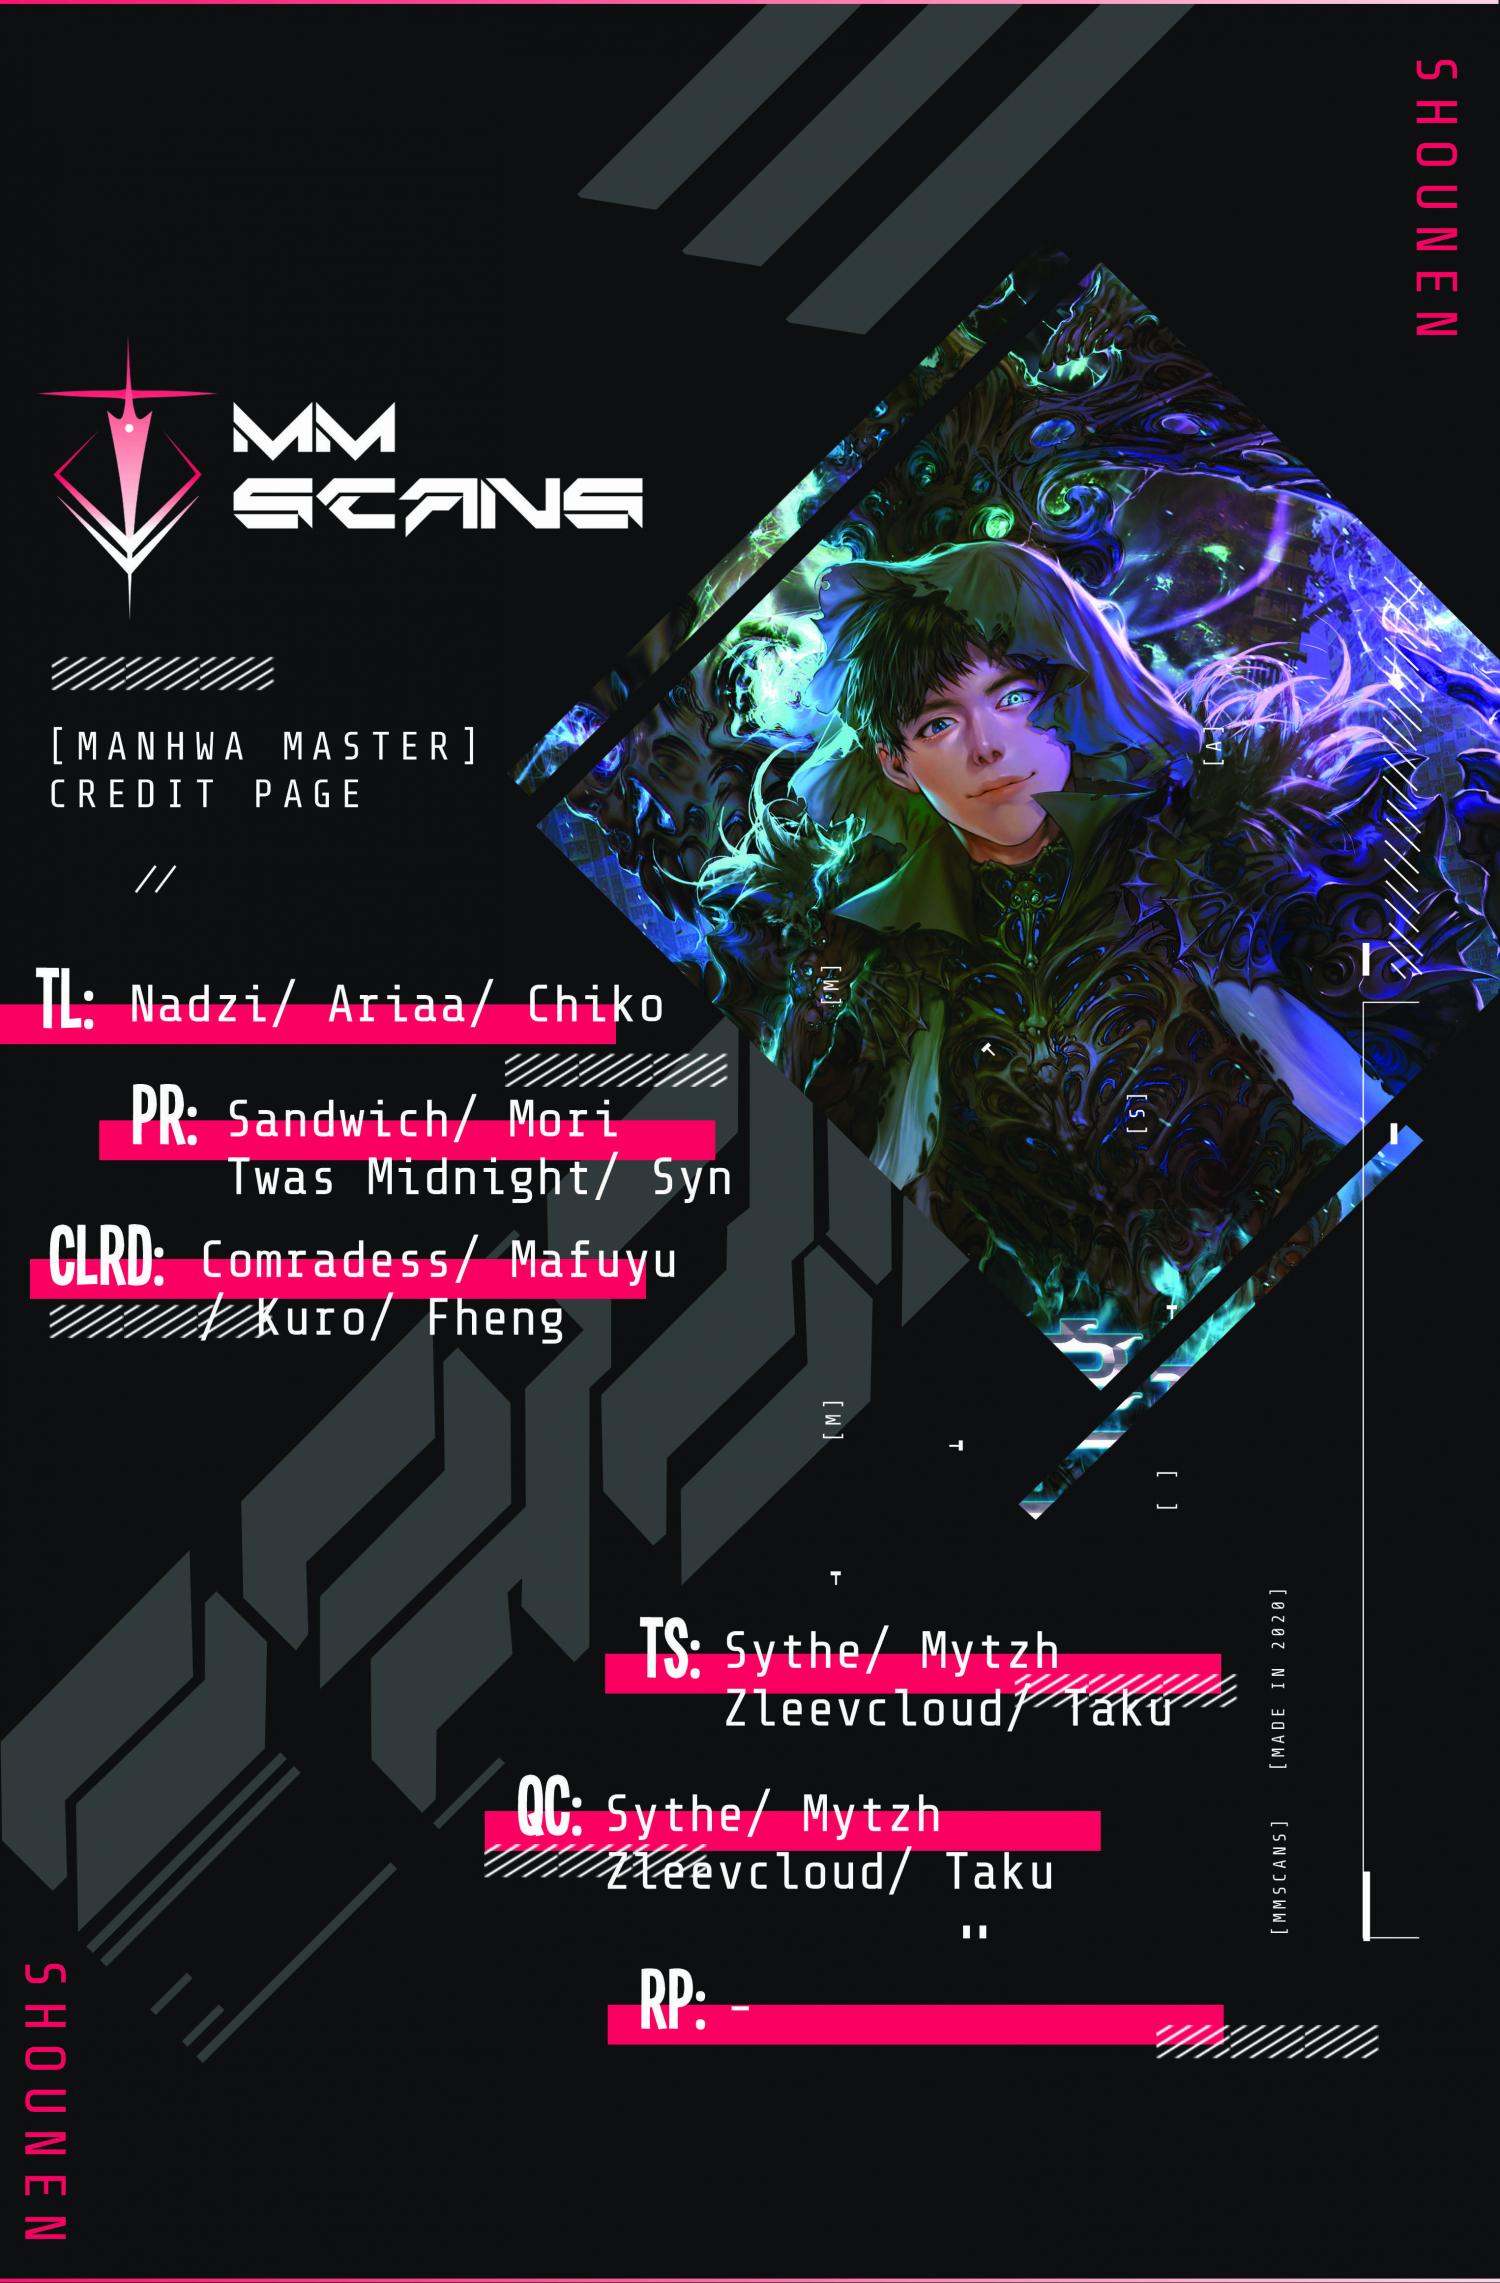 SHOUNEN
MM
SCANS
[MANHWA MASTER]
CREDIT PAGE
//
[A]
[M]
TL: Nadzi/ Ariaa/ Chiko
T
[S]
PR: Sandwich/ Mori
Twas Midnight/ Syn
CLRD: Comradess/ Mafuyu
/ Kuro/ Fheng
[M]
[ ]
TS: Sythe/ Mytzh
Zleevcloud/ Taku
[MADE IN 2020]
QC: Sythe/ Mytzh
Zleevcloud/ Taku
[MMSCANS]
RP: -
SHOUNEN